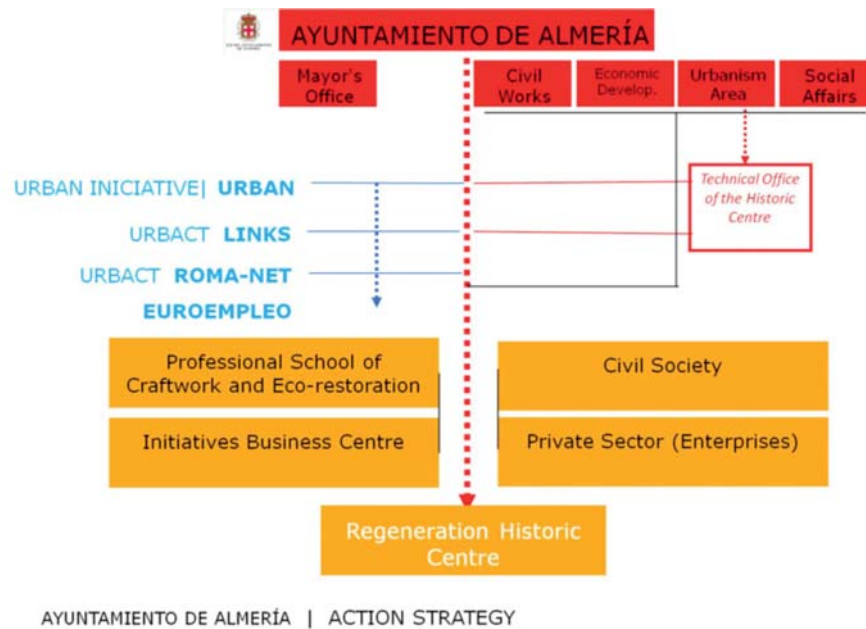 AYUNTAMIENTO DE ALMERÍA
Mayor's
Office
Civil
Works
Economic
Develop.
Urbanism
Area
Social
Affairs
URBAN INICIATIVE| URBAN
Technical Office
of the Historic
Centre
URBACT LINKS
URBACT ROMA-NET
EUROEMPLEO
Professional School of
Craftwork and Eco-restoration
Civil Society
Initiatives Business Centre
Private Sector (Enterprises)
Regeneration Historic
Centre
AYUNTAMIENTO DE ALMERÍA | ACTION STRATEGY